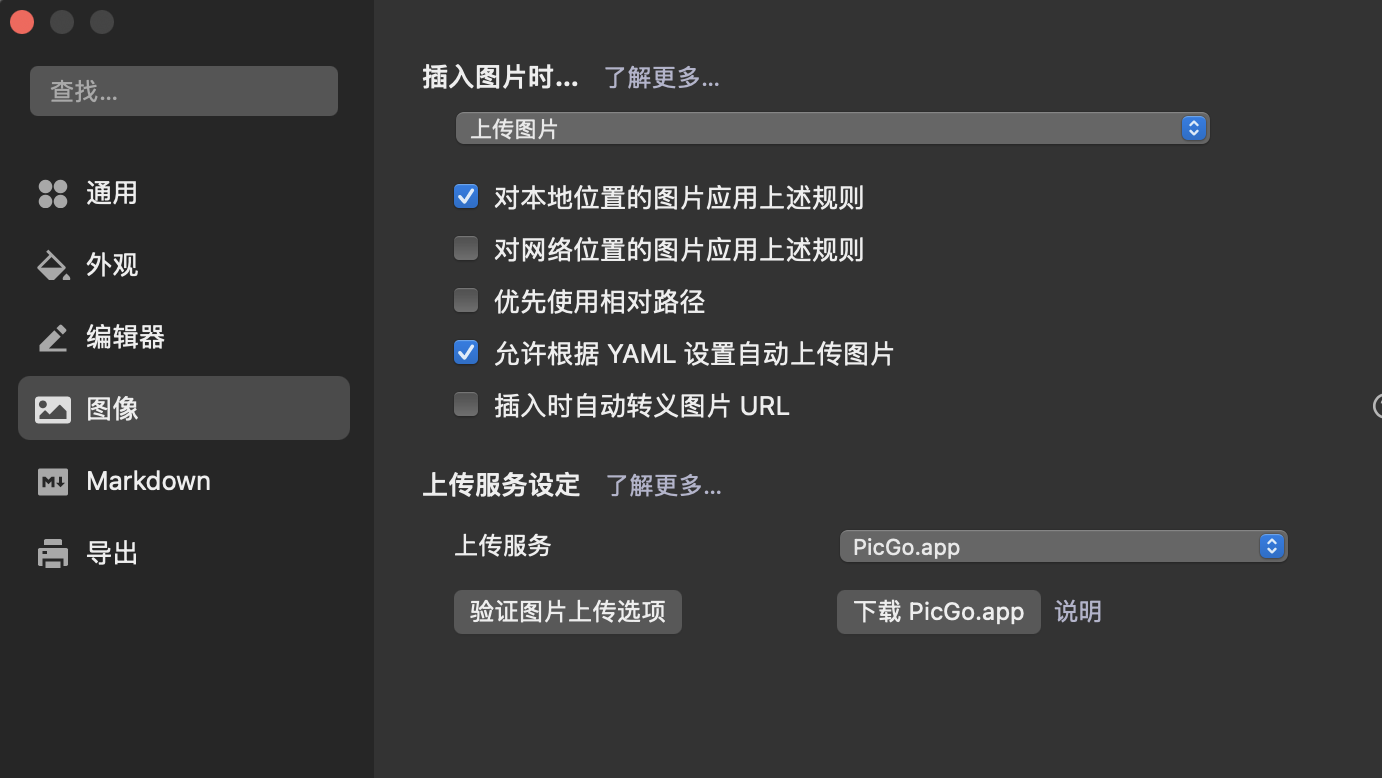 查找...
通用
外观
编辑器
图像
Markdown
导出
插入图片时... 了解更多...
上传图片
对本地位置的图片应用上述规则
对网络位置的图片应用上述规则
优先使用相对路径
允许根据 YAML 设置自动上传图片
插入时自动转义图片 URL
上传服务设定 了解更多...
上传服务 PicGo.app
验证图片上传选项 下载 PicGo.app 说明